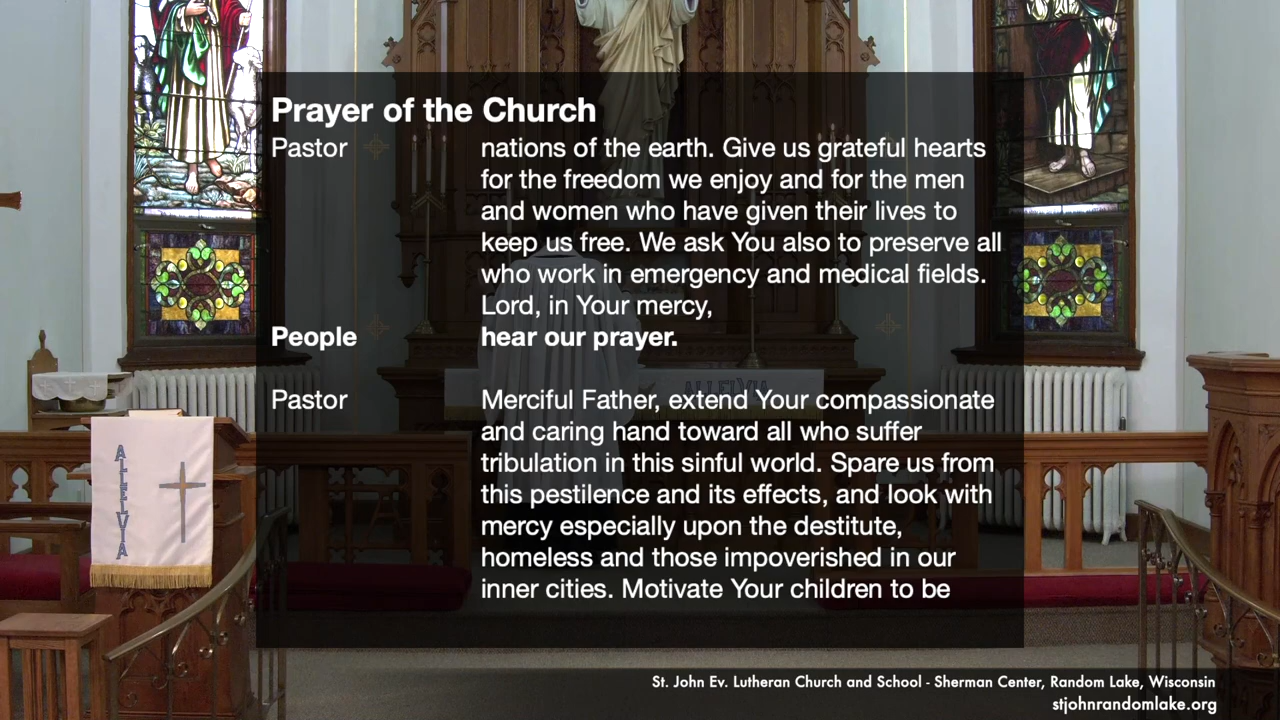 Prayer of the Church
Pastor nations of the earth. Give us grateful hearts
for the freedom we enjoy and for the men
and women who have given their lives to
keep us free. We ask You also to preserve all
who work in emergency and medical fields.
Lord, in Your mercy,
People hear our prayer.
Pastor Merciful Father, extend Your compassionate
and caring hand toward all who suffer
tribulation in this sinful world. Spare us from
this pestilence and its effects, and look with
mercy especially upon the destitute,
homeless and those impoverished in our
inner cities. Motivate Your children to be
ALLELVIA
ALLELVIA
St. John Ev. Lutheran Church and School - Sherman Center, Random Lake, Wisconsin
stjohnrandomlake.org